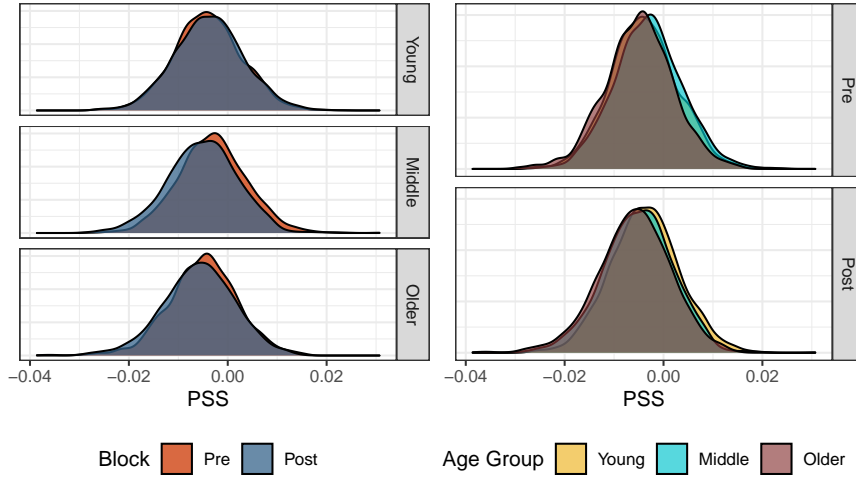 Young
Middle
Older
−0.04 −0.02 0.00 0.02
PSS
Block Pre Post
Pre
Post
−0.04 −0.02 0.00 0.02
PSS
Age Group Young Middle Older